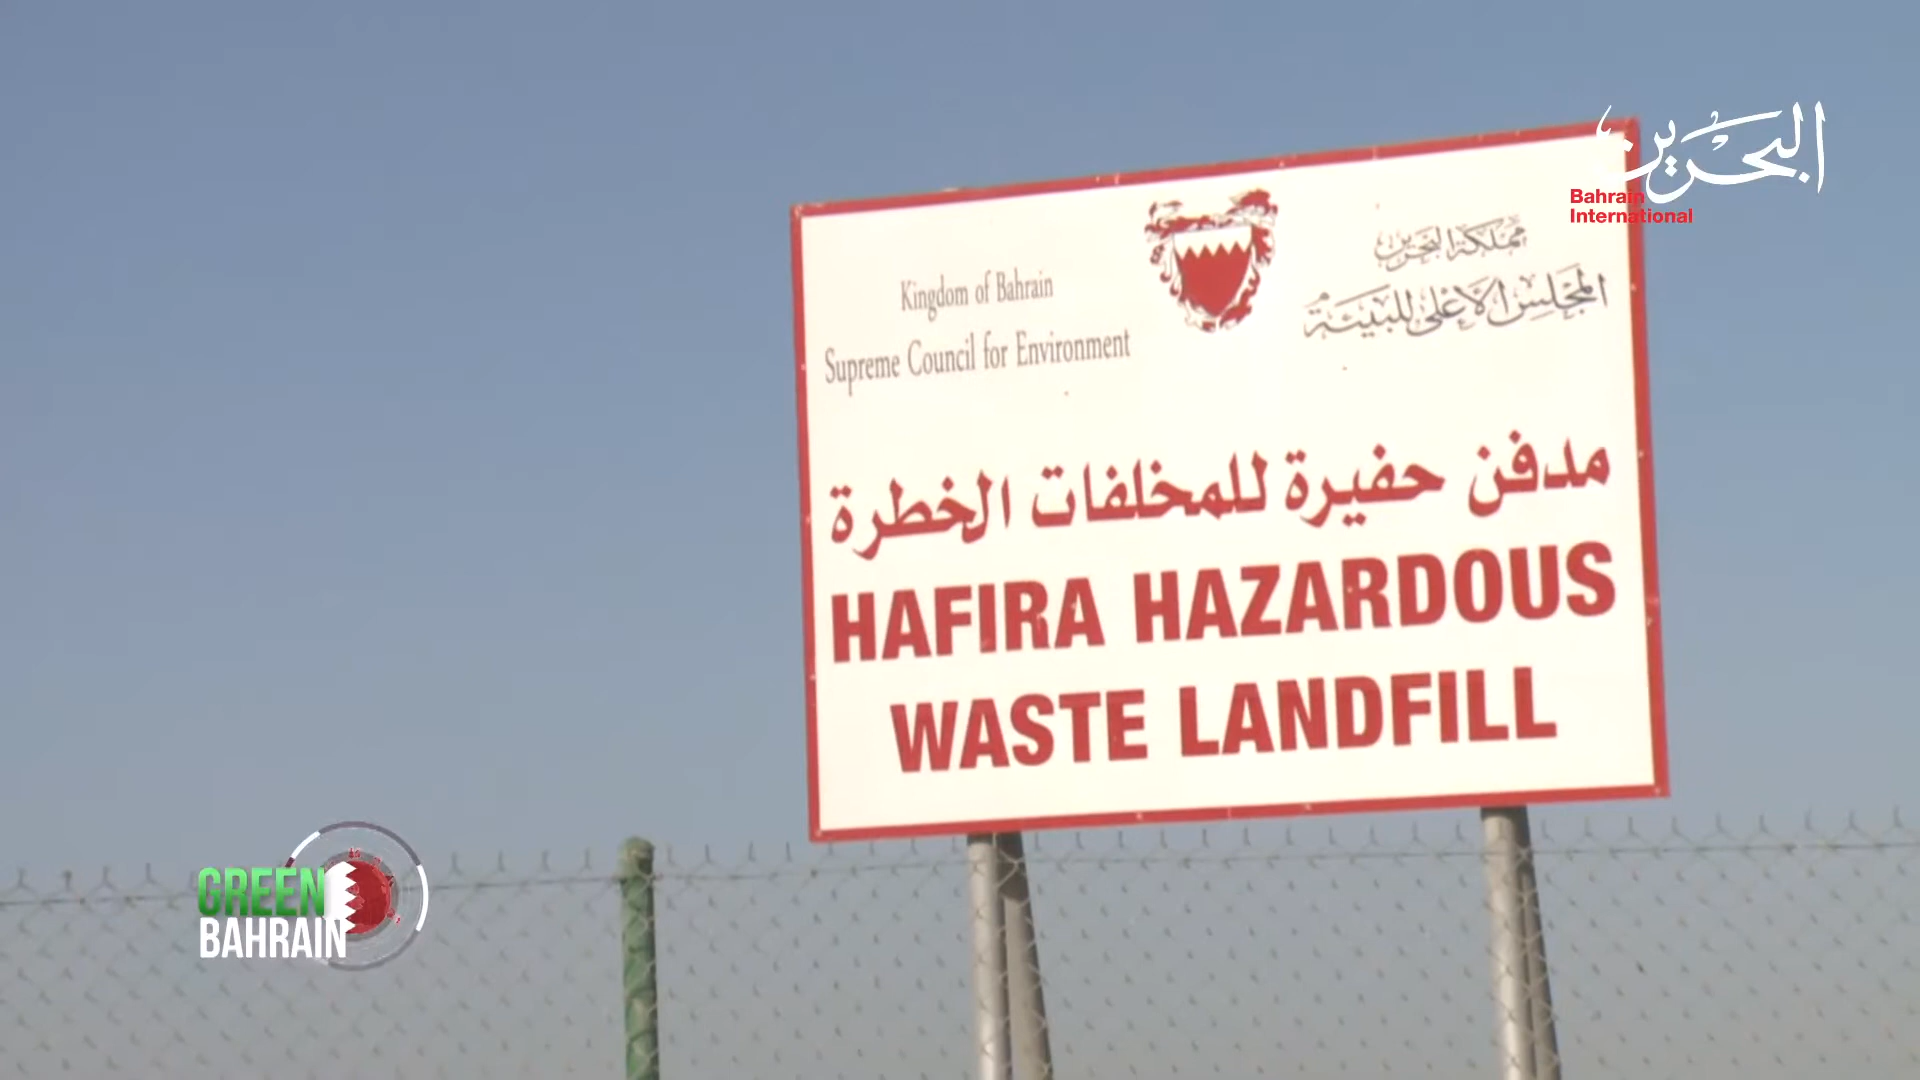 البحرين
Bahrain
International
Kingdom of Bahrain
Supreme Council for Environment
مملكة البحرين
المجلس الأعلى للبيئة
مدفن حفيرة للمخلفات الخطرة
HAFIRA HAZARDOUS
WASTE LANDFILL
GREEN
BAHRAIN